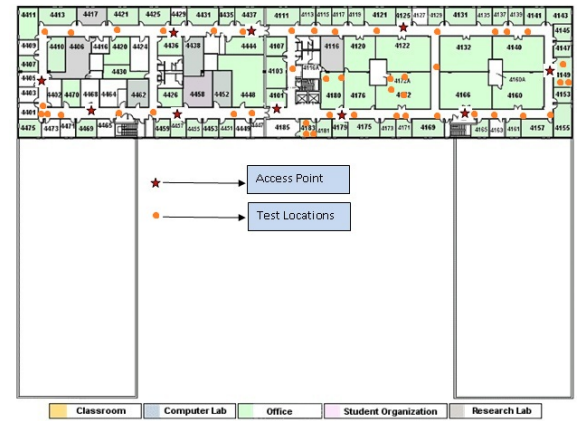 4411 4413 4417 4421 4425 4429 4431 4435 4437 4111 4113 4115 4117 4119 4121 4125 4127 4129 4131 4135 4137 4139 4141 4143
4409 4410 4406 4416 4420 4424 4436 4438 4444 4107 4116 4120 4122 4132 4140 4145
4407 4430 4103 4116A 4147
4405 4172A 4160A 4149
4403 4402 4470 4468 4464 4462 4426 4458 4452 4448 4101 4180 4176 4166 4160 4153
4401
4475 4473 4471 4469 4465 4459 4457 4455 4453 4451 4449 4185 4183 4181 4179 4175 4173 4171 4169 4165 4163 4161 4157 4155
Access Point
Test Locations
Classroom Computer Lab Office Student Organization Research Lab